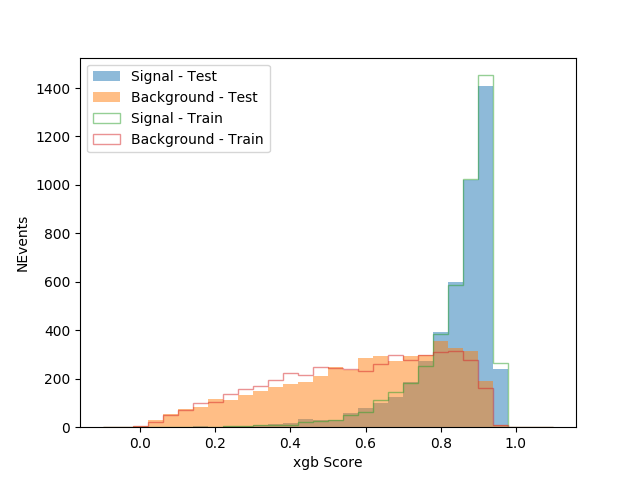 Signal - Test
Background - Test
Signal - Train
Background - Train
1400
1200
1000
800
600
400
200
0
NEvents
0.0 0.2 0.4 0.6 0.8 1.0
xgb Score